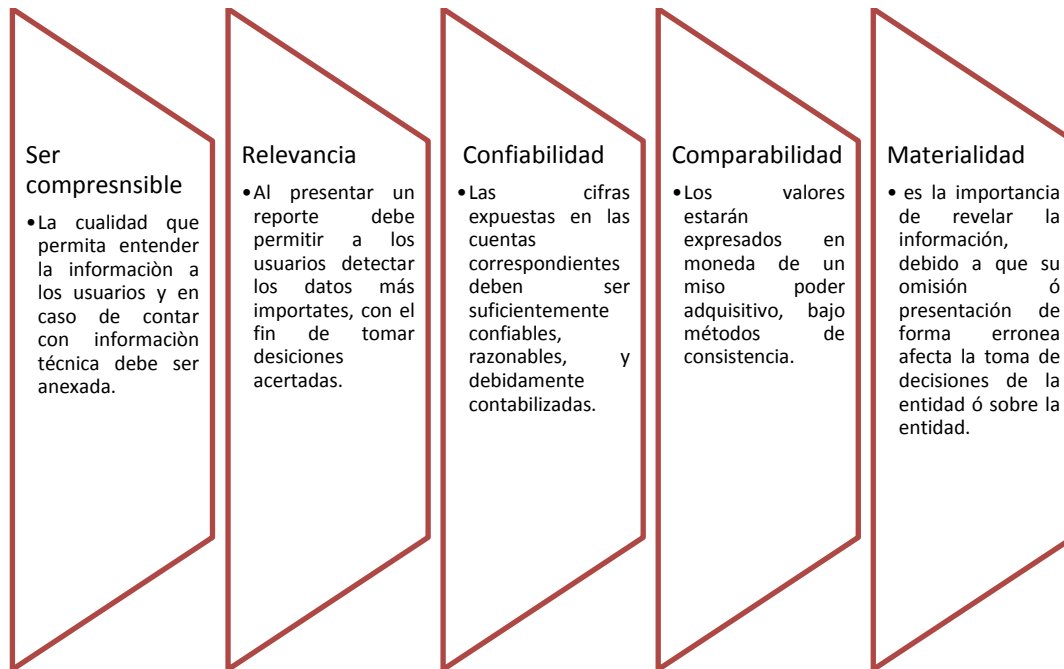 Ser
compresnsible
•La cualidad que
permita entender
la informaciòn a
los usuarios y en
caso de contar
con informaciòn
técnica debe ser
anexada.
Relevancia
•Al presentar un
reporte debe
permitir a los
usuarios detectar
los datos más
importates, con el
fin de tomar
desiciones
acertadas.
Confiabilidad
•Las cifras
expuestas en las
cuentas
correspondientes
deben ser
suficientemente
confiables,
razonables, y
debidamente
contabilizadas.
Comparabilidad
•Los valores
estarán
expresados en
moneda de un
miso poder
adquisitivo, bajo
métodos de
consistencia.
Materialidad
• es la importancia
de revelar la
información,
debido a que su
omisión ó
presentación de
forma erronea
afecta la toma de
decisiones de la
entidad ó sobre la
entidad.